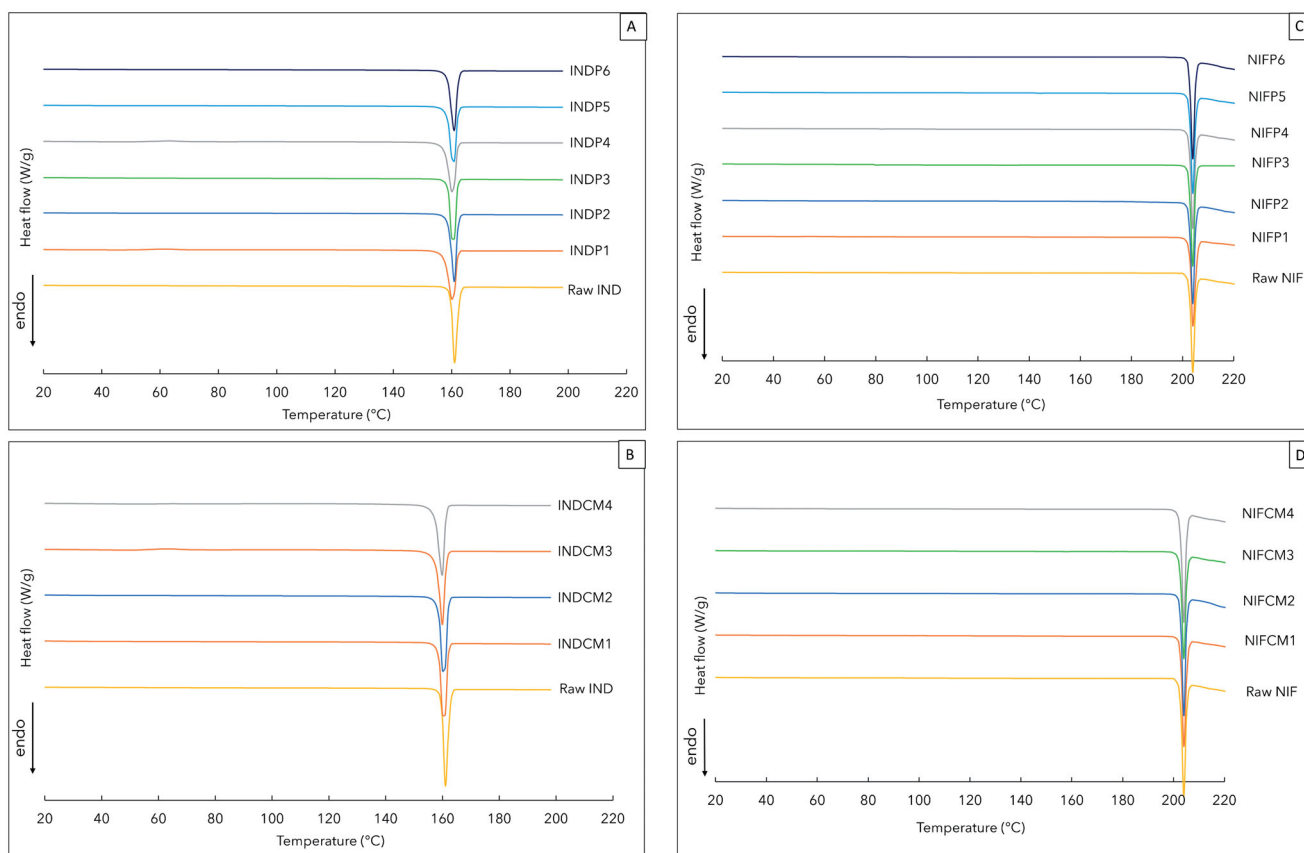 A
INDP6
INDP5
INDP4
INDP3
INDP2
INDP1
Raw IND
Heat flow (W/g)
endo
20 40 60 80 100 120 140 160 180 200 220
Temperature (°C)
C
NIFP6
NIFP5
NIFP4
NIFP3
NIFP2
NIFP1
Raw NIF
Heat flow (W/g)
endo
20 40 60 80 100 120 140 160 180 200 220
Temperature (°C)
B
INDCM4
INDCM3
INDCM2
INDCM1
Raw IND
Heat flow (W/g)
endo
20 40 60 80 100 120 140 160 180 200 220
Temperature (°C)
D
NIFCM4
NIFCM3
NIFCM2
NIFCM1
Raw NIF
Heat flow (W/g)
endo
20 40 60 80 100 120 140 160 180 200 220
Temperature (°C)